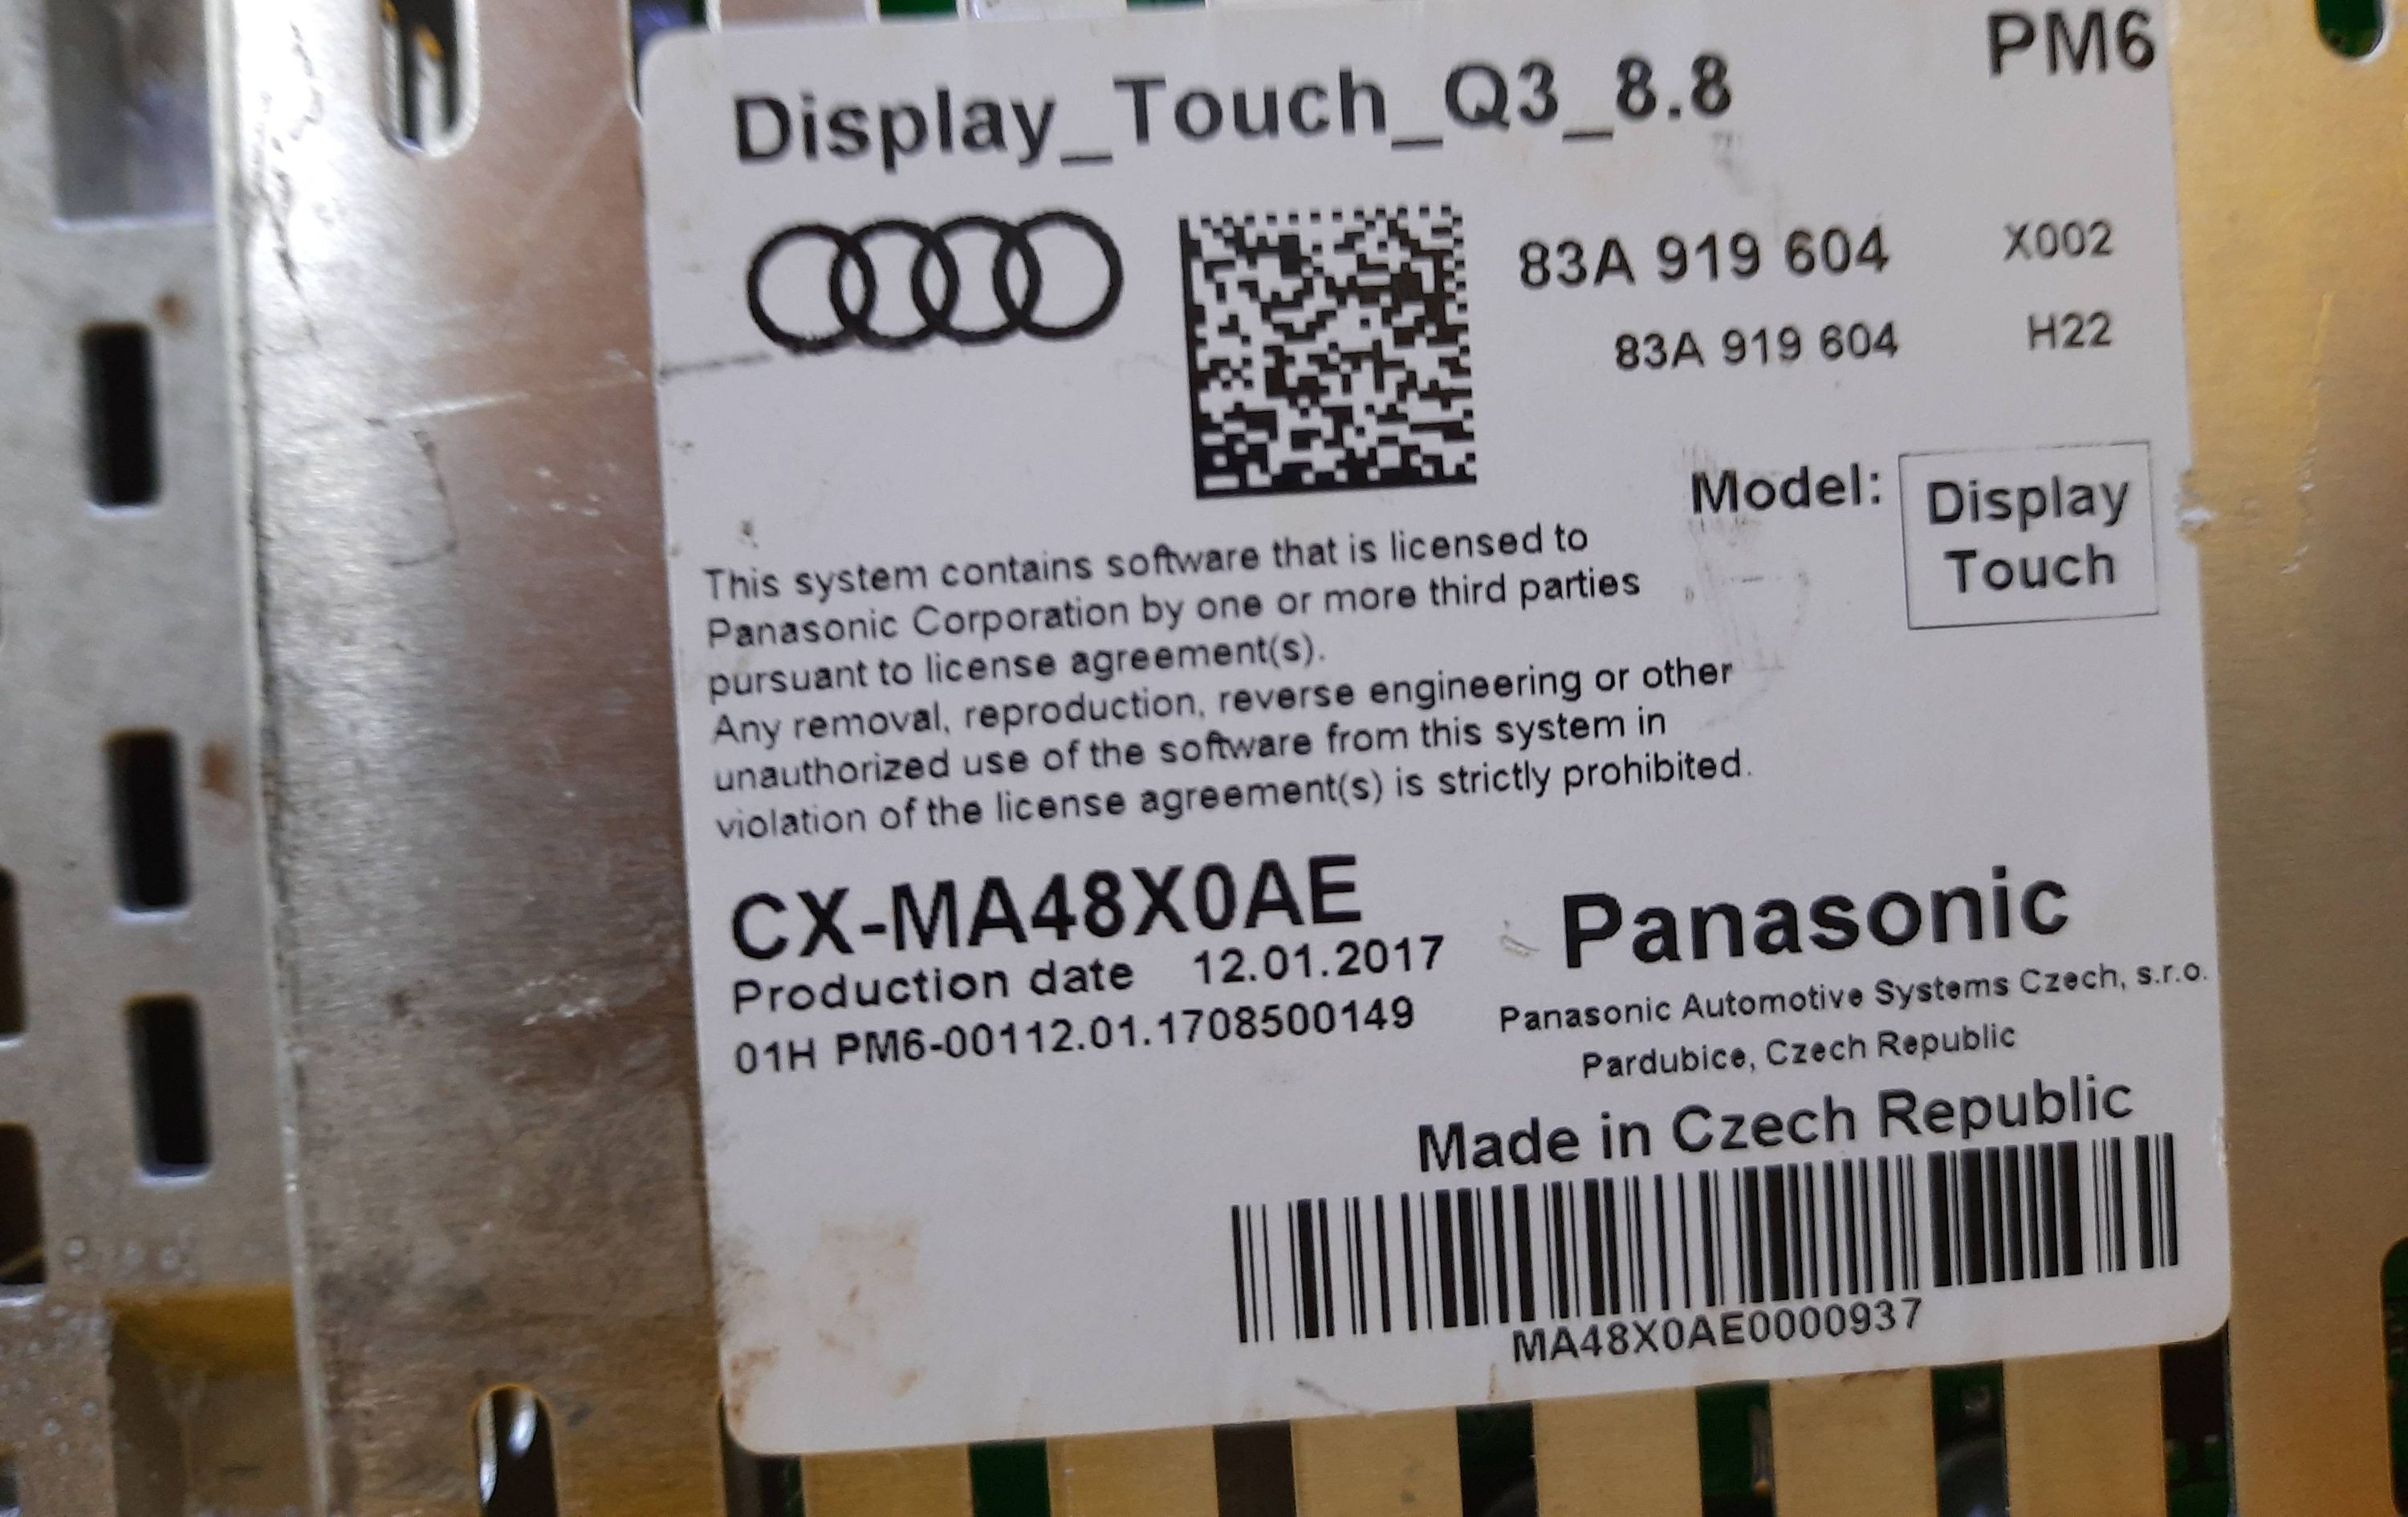 Display_Touch_Q3_8.8
PM6
83A 919 604 X002
83A 919 604 H22
Model: Display
Touch
This system contains software that is licensed to
Panasonic Corporation by one or more third parties
pursuant to license agreement(s).
Any removal, reproduction, reverse engineering or other
unauthorized use of the software from this system in
violation of the license agreement(s) is strictly prohibited.
CX-MA48X0AE
Production date 12.01.2017
01H PM6-00112.01.1708500149
Panasonic
Panasonic Automotive Systems Czech, s.r.o.
Pardubice, Czech Republic
Made in Czech Republic
MA48X0AE0000937